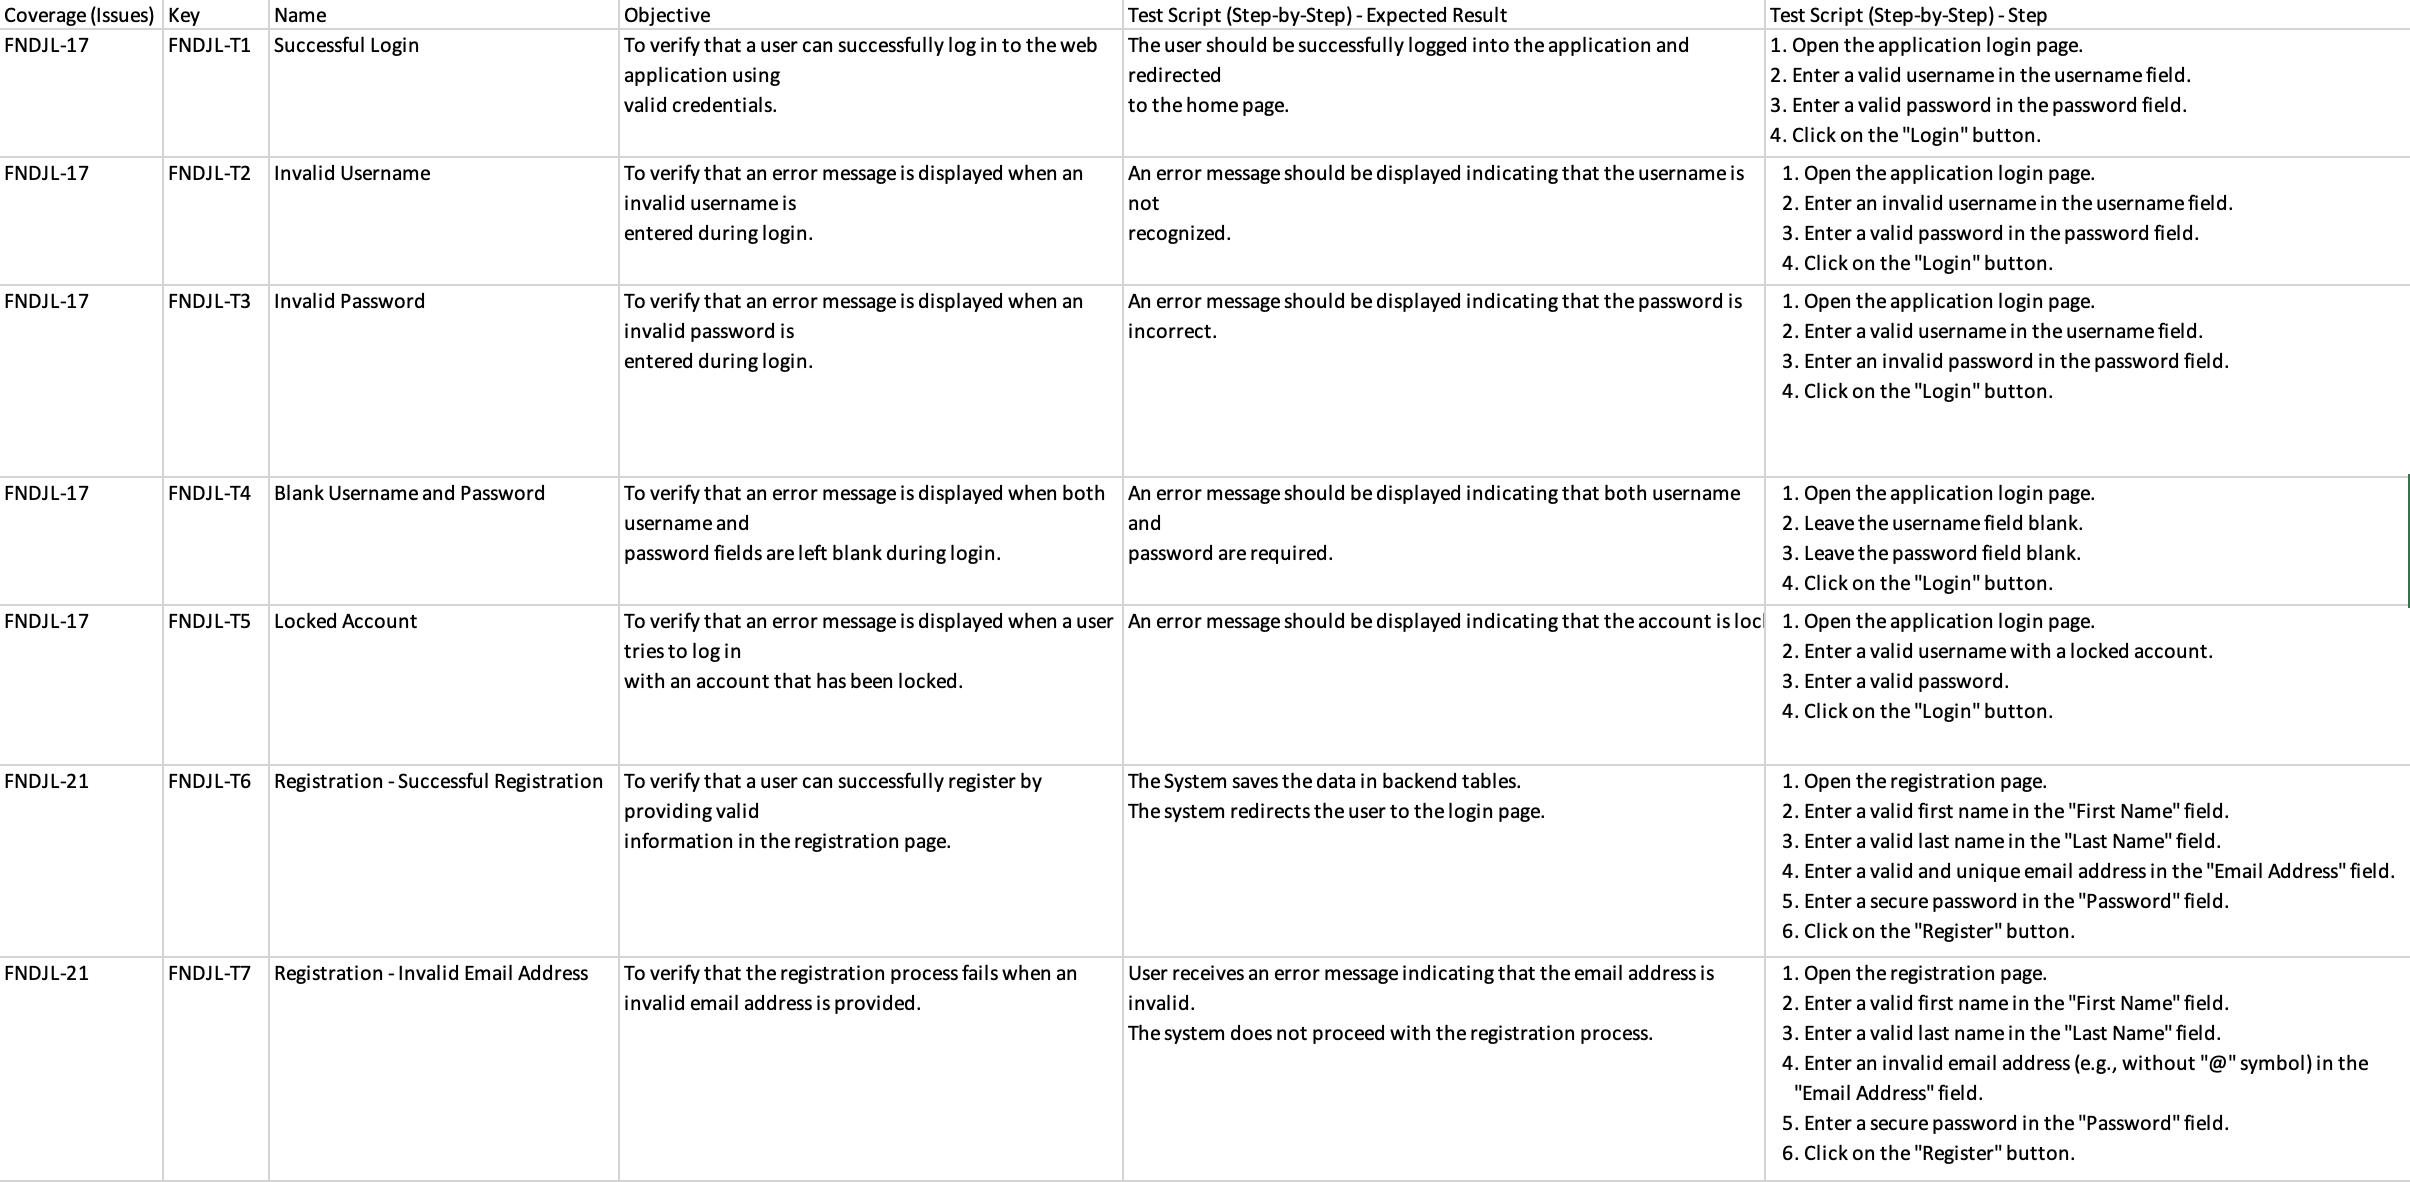 Coverage (Issues) Key Name Objective Test Script (Step-by-Step) - Expected Result Test Script (Step-by-Step) - Step
FNDJL-17 FNDJL-T1 Successful Login
To verify that a user can successfully log in to the web
application using
valid credentials.
The user should be successfully logged into the application and
redirected
to the home page.
1. Open the application login page.
2. Enter a valid username in the username field.
3. Enter a valid password in the password field.
4. Click on the "Login" button.
FNDJL-17 FNDJL-T2 Invalid Username
To verify that an error message is displayed when an
invalid username is
entered during login.
An error message should be displayed indicating that the username is
not
recognized.
1. Open the application login page.
2. Enter an invalid username in the username field.
3. Enter a valid password in the password field.
4. Click on the "Login" button.
FNDJL-17 FNDJL-T3 Invalid Password
To verify that an error message is displayed when an
invalid password is
entered during login.
An error message should be displayed indicating that the password is
incorrect.
1. Open the application login page.
2. Enter a valid username in the username field.
3. Enter an invalid password in the password field.
4. Click on the "Login" button.
FNDJL-17 FNDJL-T4 Blank Username and Password
To verify that an error message is displayed when both
username and
password fields are left blank during login.
An error message should be displayed indicating that both username
and
password are required.
1. Open the application login page.
2. Leave the username field blank.
3. Leave the password field blank.
4. Click on the "Login" button.
FNDJL-17 FNDJL-T5 Locked Account
To verify that an error message is displayed when a user
tries to log in
with an account that has been locked.
An error message should be displayed indicating that the account is
1. Open the application login page.
2. Enter a valid username with a locked account.
3. Enter a valid password.
4. Click on the "Login" button.
FNDJL-21 FNDJL-T6 Registration - Successful Registration
To verify that a user can successfully register by
providing valid
information in the registration page.
The System saves the data in backend tables.
The system redirects the user to the login page.
1. Open the registration page.
2. Enter a valid first name in the "First Name" field.
3. Enter a valid last name in the "Last Name" field.
4. Enter a valid and unique email address in the "Email Address" field.
5. Enter a secure password in the "Password" field.
6. Click on the "Register" button.
FNDJL-21 FNDJL-T7 Registration - Invalid Email Address
To verify that the registration process fails when an
invalid email address is provided.
User receives an error message indicating that the email address is
invalid.
The system does not proceed with the registration process.
1. Open the registration page.
2. Enter a valid first name in the "First Name" field.
3. Enter a valid last name in the "Last Name" field.
4. Enter an invalid email address (e.g., without "@" symbol) in the
"Email Address" field.
5. Enter a secure password in the "Password" field.
6. Click on the "Register" button.